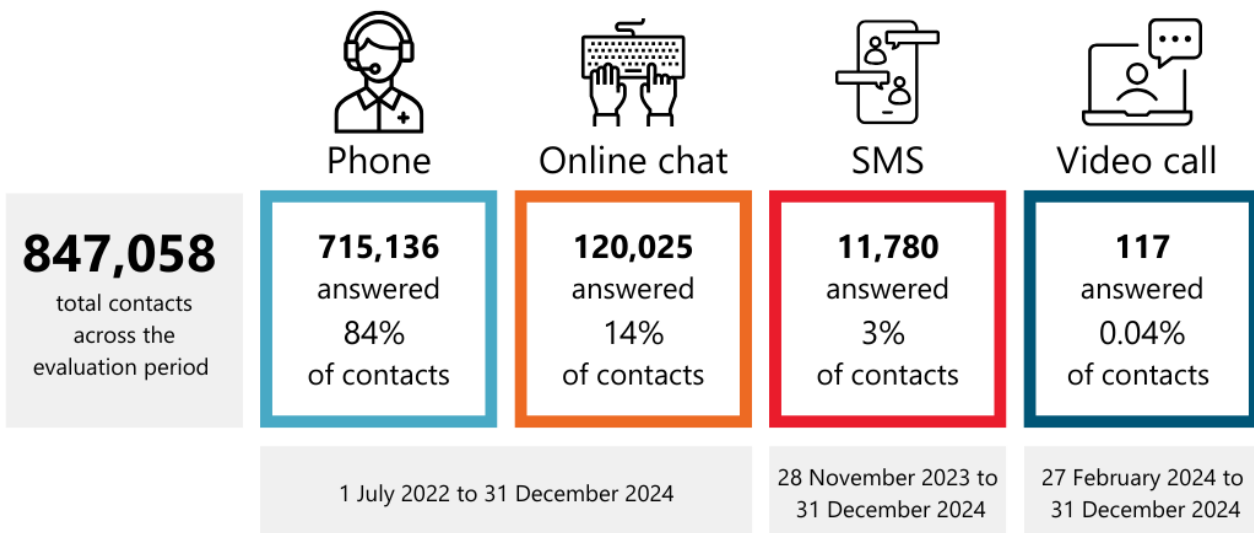 Phone
Online chat
SMS
Video call
847,058
total contacts
across the
evaluation period
715,136
answered
84%
of contacts
120,025
answered
14%
of contacts
11,780
answered
3%
of contacts
117
answered
0.04%
of contacts
1 July 2022 to 31 December 2024
28 November 2023 to
31 December 2024
27 February 2024 to
31 December 2024